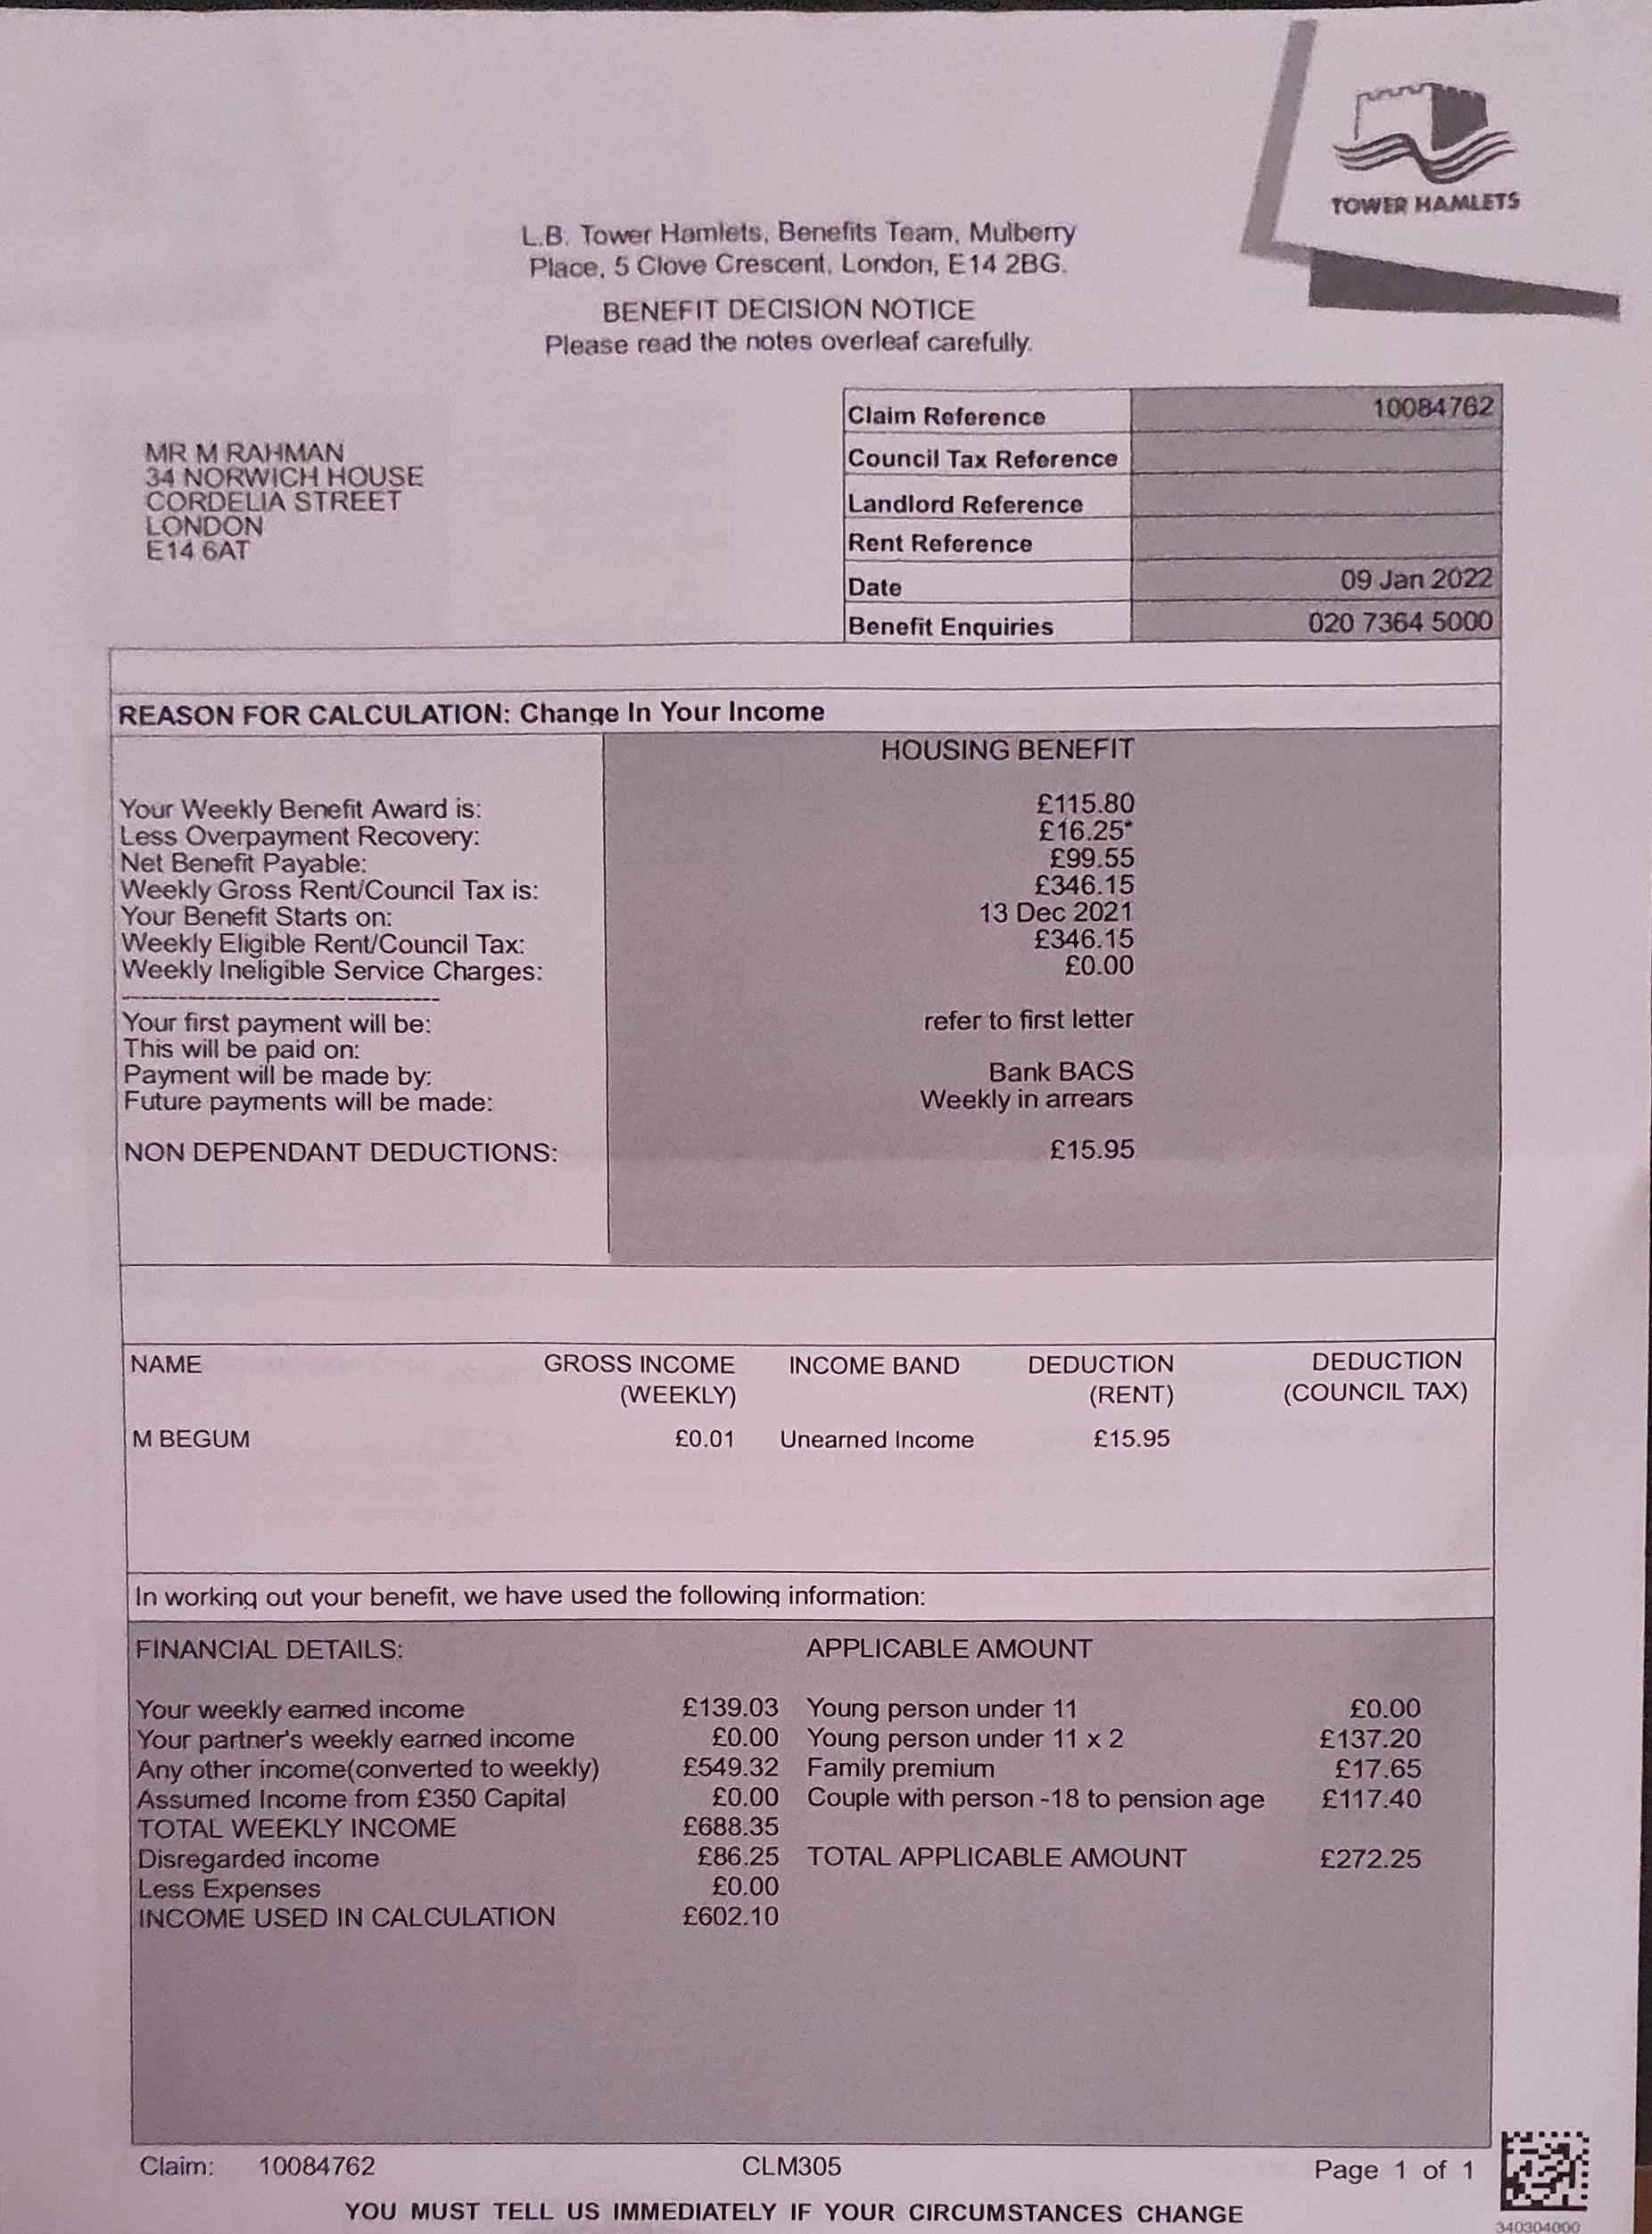 TOWER HAMLETS
L.B. Tower Hamlets, Benefits Team, Mulberry
Place, 5 Clove Crescent, London, E14 2BG.
BENEFIT DECISION NOTICE
Please read the notes overleaf carefully.
MR M RAHMAN
34 NORWICH HOUSE
CORDELIA STREET
LONDON
E14 6AT
Claim Reference 10084762
Council Tax Reference
Landlord Reference
Rent Reference
Date 09 Jan 2022
Benefit Enquiries 020 7364 5000
REASON FOR CALCULATION: Change In Your Income
HOUSING BENEFIT
Your Weekly Benefit Award is: £115.80
Less Overpayment Recovery: £16.25*
Net Benefit Payable: £99.55
Weekly Gross Rent/Council Tax is: £346.15
Your Benefit Starts on: 13 Dec 2021
Weekly Eligible Rent/Council Tax: £346.15
Weekly Ineligible Service Charges: £0.00
------------------------------
Your first payment will be: refer to first letter
This will be paid on:
Payment will be made by: Bank BACS
Future payments will be made: Weekly in arrears
NON DEPENDANT DEDUCTIONS: £15.95
NAME GROSS INCOME INCOME BAND DEDUCTION DEDUCTION
(WEEKLY) (RENT) (COUNCIL TAX)
M BEGUM £0.01 Unearned Income £15.95
In working out your benefit, we have used the following information:
FINANCIAL DETAILS: APPLICABLE AMOUNT
Your weekly earned income £139.03 Young person under 11 £0.00
Your partner's weekly earned income £0.00 Young person under 11 x 2 £137.20
Any other income(converted to weekly) £549.32 Family premium £17.65
Assumed Income from £350 Capital £0.00 Couple with person -18 to pension age £117.40
TOTAL WEEKLY INCOME £688.35
Disregarded income £86.25 TOTAL APPLICABLE AMOUNT £272.25
Less Expenses £0.00
INCOME USED IN CALCULATION £602.10
Claim: 10084762 CLM305 Page 1 of 1
YOU MUST TELL US IMMEDIATELY IF YOUR CIRCUMSTANCES CHANGE
340304000